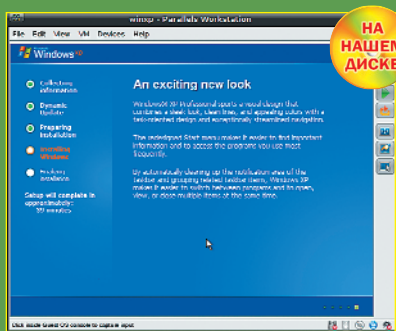 winxp - Parallels Workstation
File Edit View VM Devices Help
НА
НАШЕМ
ДИСКЕ
Windows xp
Collecting
information
Dynamic
Update
Preparing
installation
Installing
Windows
Finalizing
installation
Setup will complete in
approximately:
39 minutes
An exciting new look
Windows® XP Professional sports a visual design that
combines a sleek look, clean lines, and appealing colors with a
task-oriented design and exceptionally streamlined navigation.
The redesigned Start menu makes it easier to find important
information and to access the programs you use most
frequently.
By automatically cleaning up the notification area of the
taskbar and grouping related taskbar items, Windows XP
makes it easier to switch between programs and to open,
view, or close multiple items at the same time.
Click inside Guest OS console to capture input